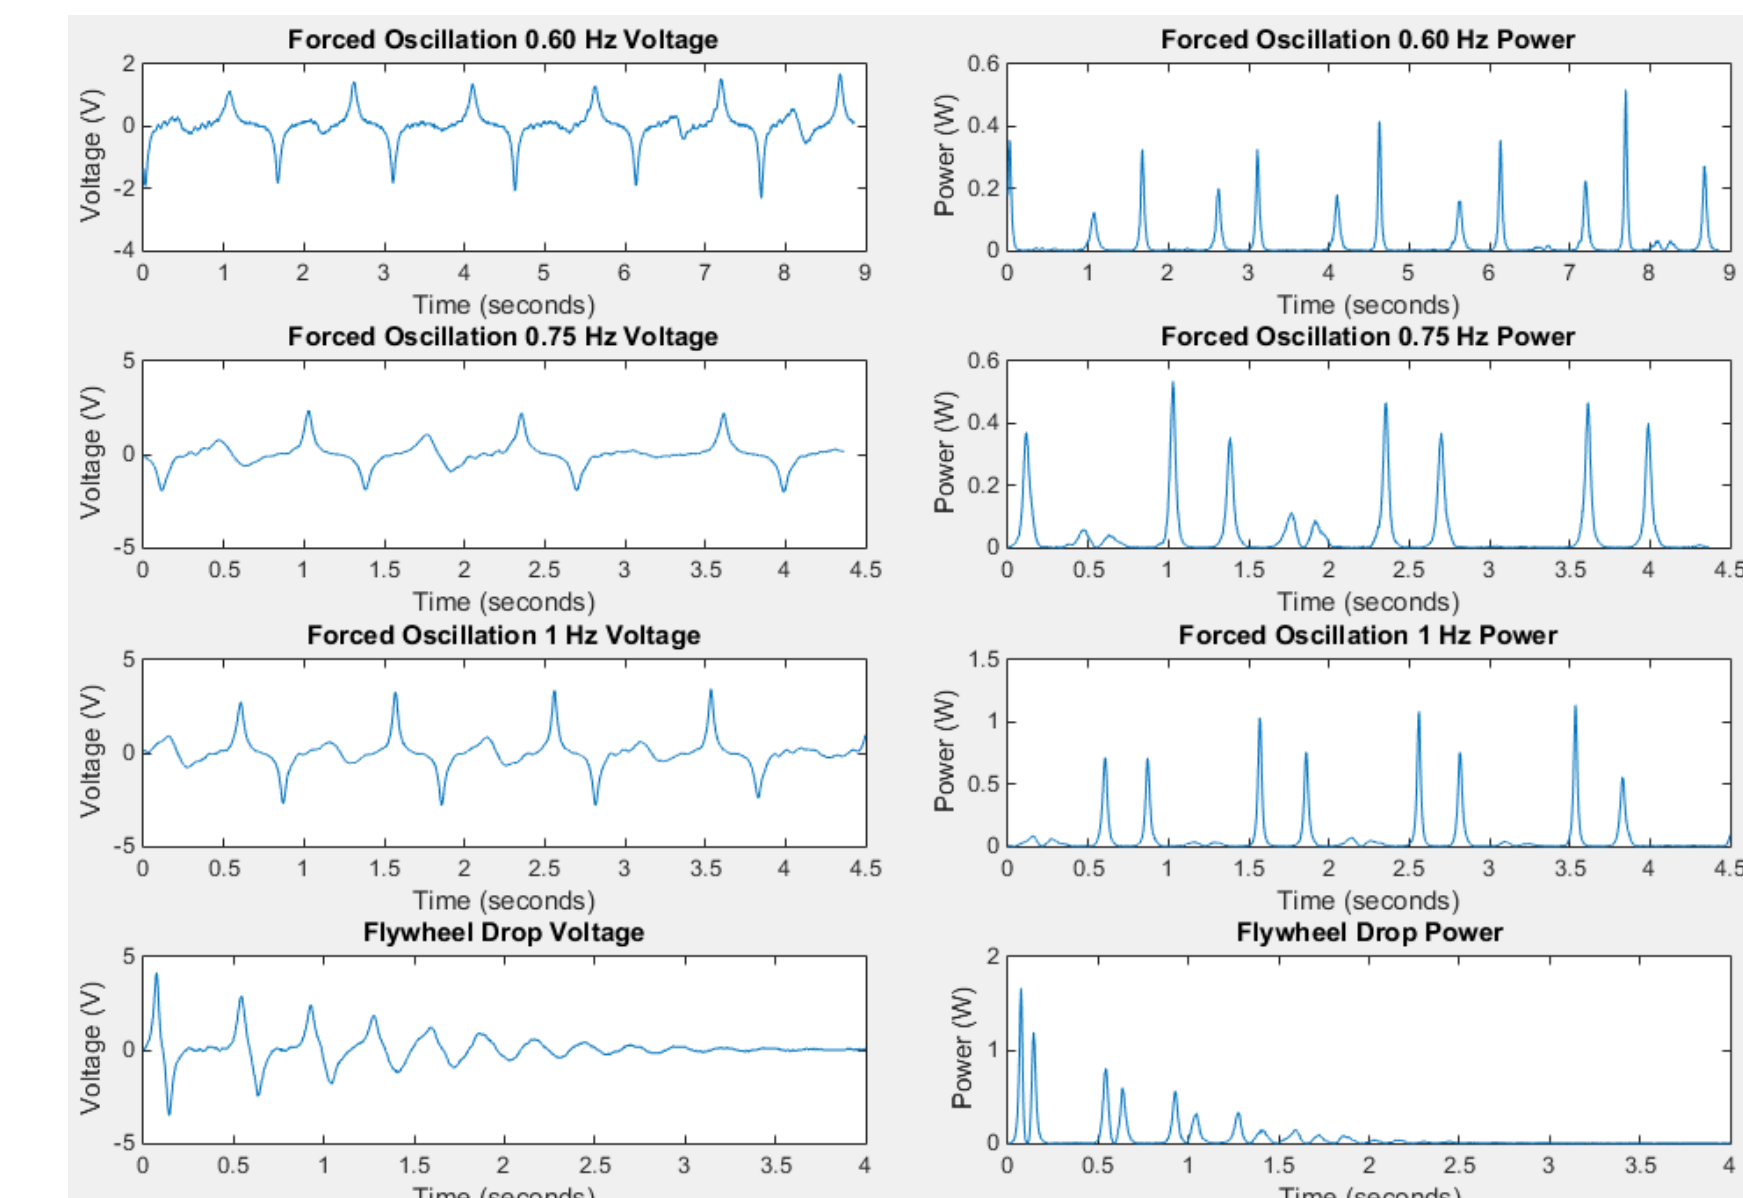 Forced Oscillation 0.60 Hz Voltage
Voltage (V)
2
0
-2
-4
0 1 2 3 4 5 6 7 8 9
Time (seconds)
Forced Oscillation 0.60 Hz Power
Power (W)
0.6
0.4
0.2
0
0 1 2 3 4 5 6 7 8 9
Time (seconds)
Forced Oscillation 0.75 Hz Voltage
Voltage (V)
5
0
-5
0 0.5 1 1.5 2 2.5 3 3.5 4 4.5
Time (seconds)
Forced Oscillation 0.75 Hz Power
Power (W)
0.6
0.4
0.2
0
0 0.5 1 1.5 2 2.5 3 3.5 4 4.5
Time (seconds)
Forced Oscillation 1 Hz Voltage
Voltage (V)
5
0
-5
0 0.5 1 1.5 2 2.5 3 3.5 4 4.5
Time (seconds)
Forced Oscillation 1 Hz Power
Power (W)
1.5
1
0.5
0
0 0.5 1 1.5 2 2.5 3 3.5 4 4.5
Time (seconds)
Flywheel Drop Voltage
Voltage (V)
5
0
-5
0 0.5 1 1.5 2 2.5 3 3.5 4
Time (seconds)
Flywheel Drop Power
Power (W)
2
1
0
0 0.5 1 1.5 2 2.5 3 3.5 4
Time (seconds)